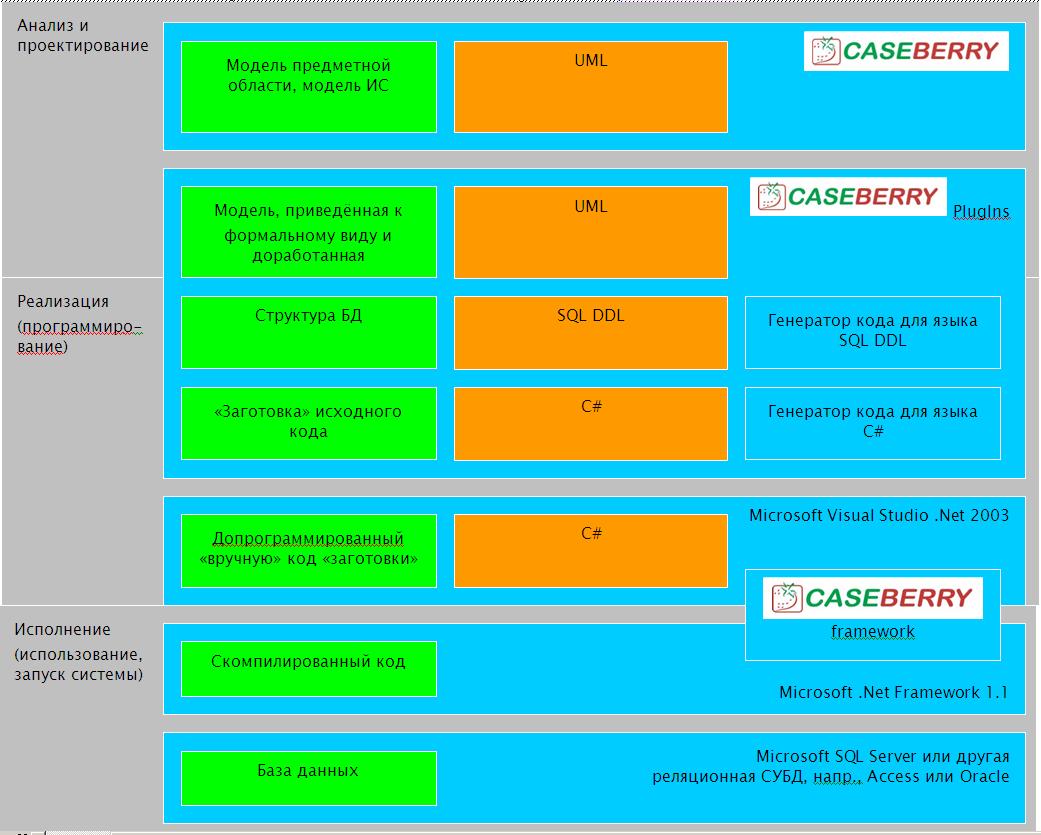 Анализ и
проектирование
Модель предметной
области, модель ИС
UML
CASEBERRY
Модель, приведённая к
формальному виду и
доработанная
UML
CASEBERRY
PlugIns
Реализация
(программиро-
вание)
Структура БД
SQL DDL
Генератор кода для языка
SQL DDL
«Заготовка» исходного
кода
C#
Генератор кода для языка
C#
Допрограммированный
«вручную» код «заготовки»
C#
Microsoft Visual Studio .Net 2003
CASEBERRY
framework
Исполнение
(использование,
запуск системы)
Скомпилированный код
Microsoft .Net Framework 1.1
База данных
Microsoft SQL Server или другая
реляционная СУБД, напр., Access или Oracle